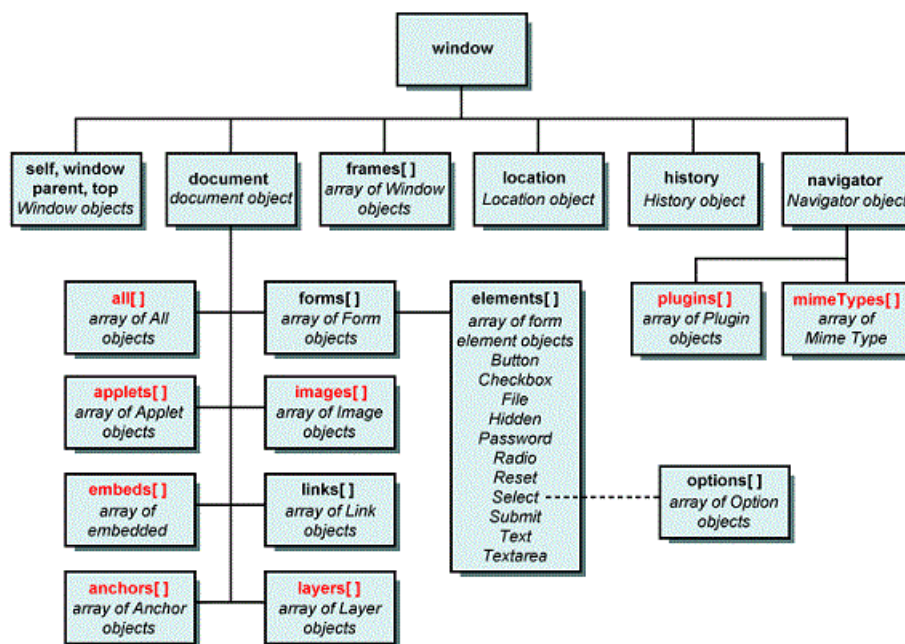 window
self, window
parent, top
Window objects
document
document object
frames[ ]
array of Window
objects
location
Location object
history
History object
navigator
Navigator object
all[ ]
array of All
objects
forms[ ]
array of Form
objects
elements[ ]
array of form
element objects
Button
Checkbox
File
Hidden
Password
Radio
Reset
Select
Submit
Text
Textarea
plugins[ ]
array of Plugin
objects
mimeTypes[ ]
array of
Mime Type
applets[ ]
array of Applet
objects
images[ ]
array of Image
objects
embeds[ ]
array of
embedded
links[ ]
array of Link
objects
options[ ]
array of Option
objects
anchors[ ]
array of Anchor
objects
layers[ ]
array of Layer
objects